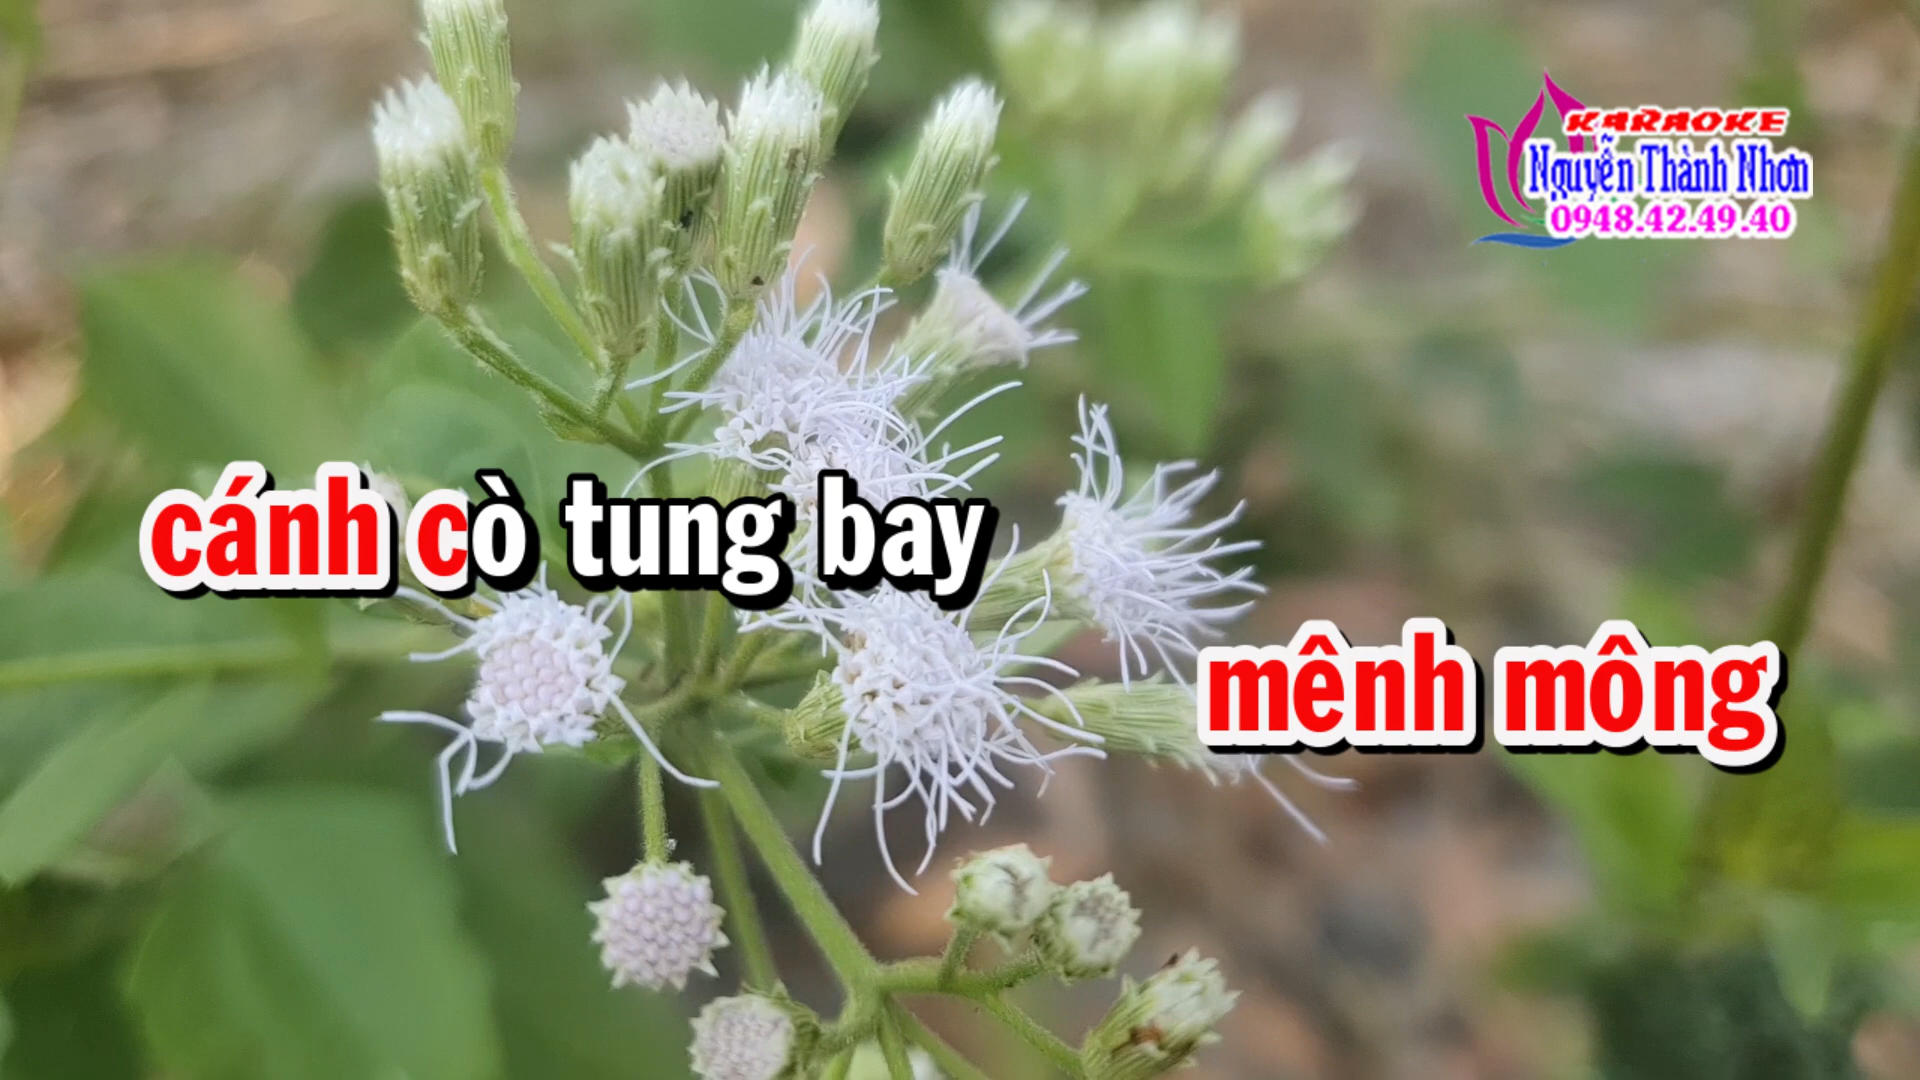 KARAOKE
Nguyễn Thành Nhơn
0948.42.49.40
cánh cò tung bay
mênh mông